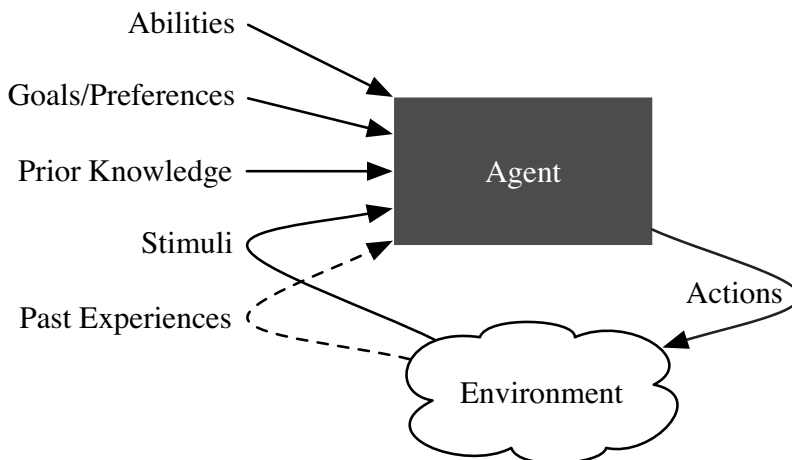 Abilities
Goals/Preferences
Prior Knowledge
Agent
Stimuli
Past Experiences
Actions
Environment